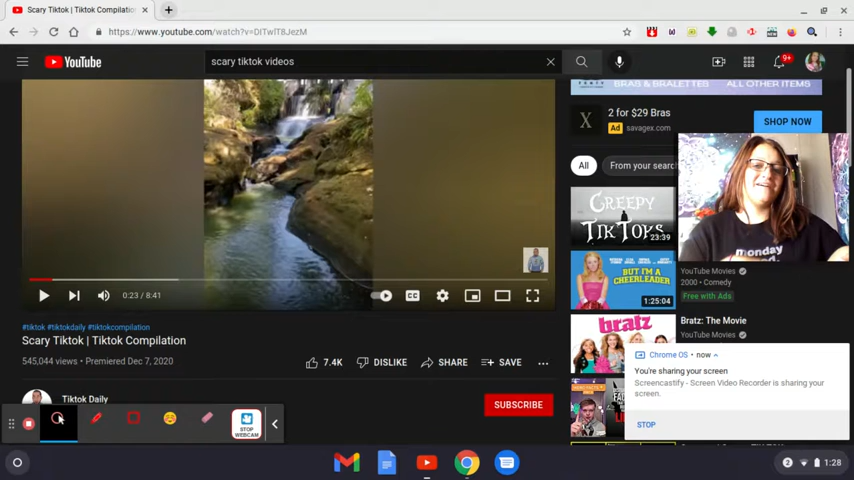 Scary Tiktok | Tiktok Compilatio
https://www.youtube.com/watch?v=DITwlT8JezM
YouTube
scary tiktok videos
9+
BRAS & BRALETTES
ALL OTHER ITEMS
X
2 for $29 Bras
Ad savagex.com
SHOP NOW
All
From your searc
CREEPY
TIKTOKS
23:39
monday
BUT I'M A
CHEERLEADER
1:25:04
YouTube Movies
2000 • Comedy
Free with Ads
bratz
Bratz: The Movie
YouTube Movies
0:23 / 8:41
CC
#tiktok #tiktokdaily #tiktokcompilation
Scary Tiktok | Tiktok Compilation
545,044 views • Premiered Dec 7, 2020
7.4K
DISLIKE
SHARE
SAVE
Tiktok Daily
SUBSCRIBE
STOP
WEBCAM
Chrome OS • now
You're sharing your screen
Screencastify - Screen Video Recorder is sharing your
screen.
STOP
2
1:28